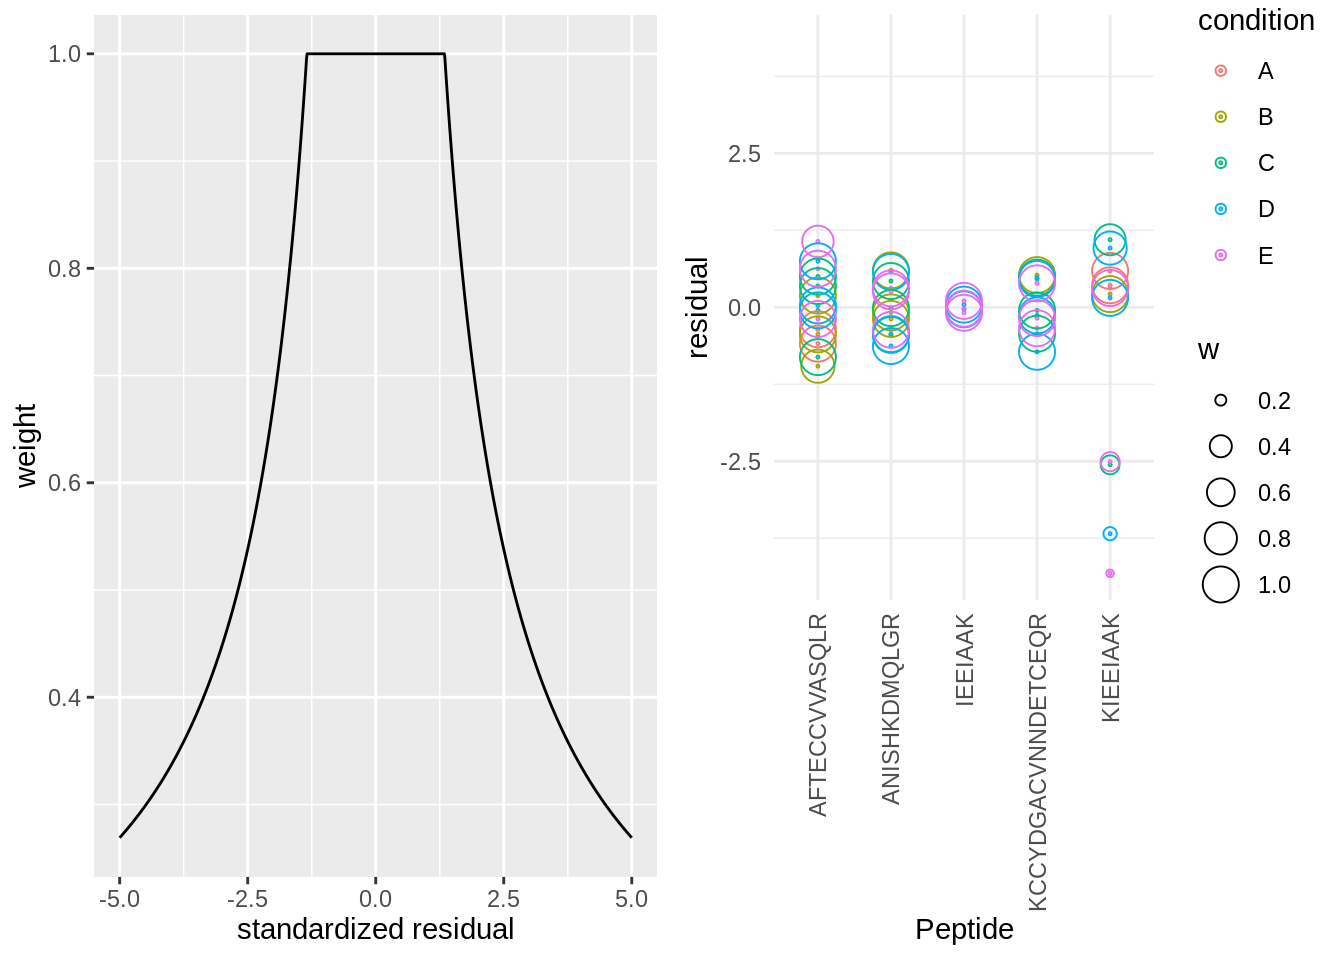 weight
1.0
0.8
0.6
0.4
-5.0
-2.5
0.0
2.5
5.0
standardized residual
residual
2.5
0.0
-2.5
AFTECCVVASQLR
ANISHKDMQLGR
IEEIAAK
KCCYDGACVNNDETCEQR
KIEEIAAK
Peptide
condition
A
B
C
D
E
w
0.2
0.4
0.6
0.8
1.0